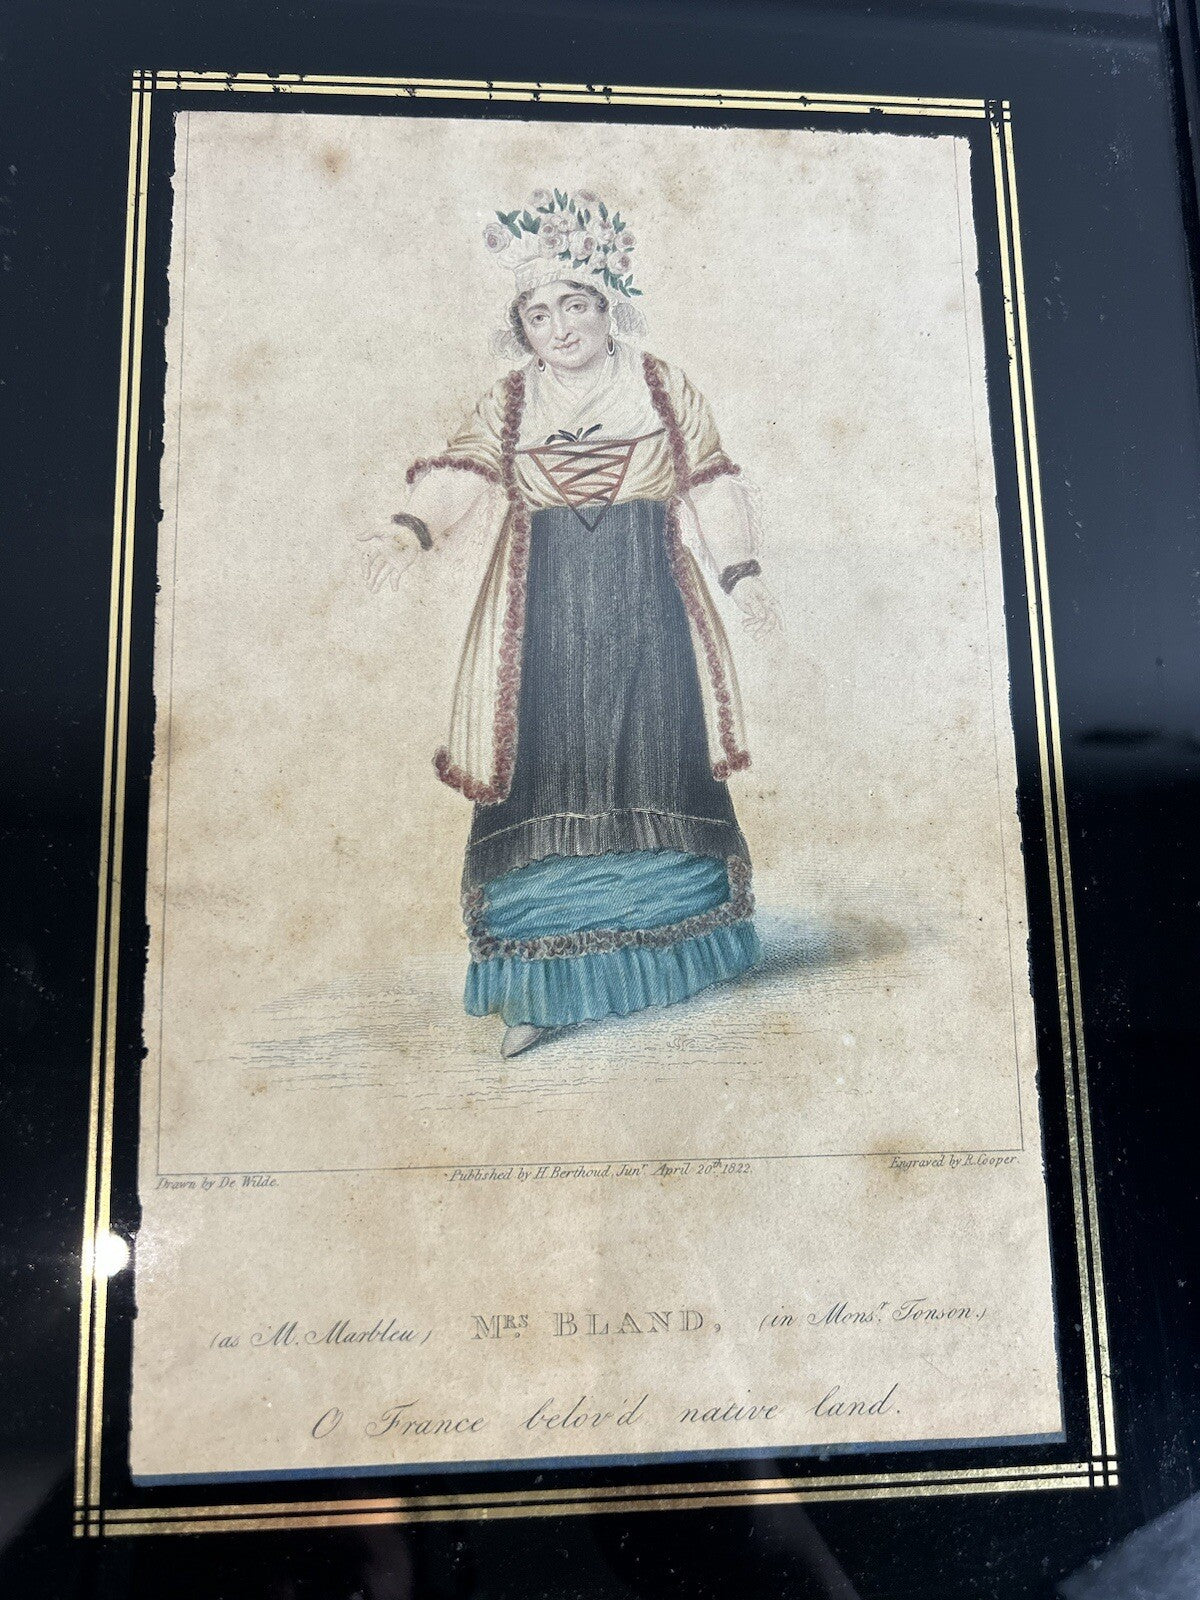 Drawn by De Wilde.
Published by H. Berthoud, Junr. April 20th, 1822.
Engraved by R. Cooper.
(as M. Marbleu) MRS. BLAND, (in Monsr. Tonson.)
O France belov'd native land.